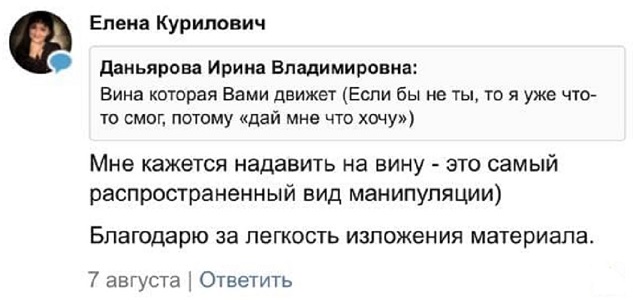 Елена Курилович
Даньярова Ирина Владимировна:
Вина которая Вами движет (Если бы не ты, то я уже что-
то смог, потому «дай мне что хочу»)
Мне кажется надавить на вину - это самый
распространенный вид манипуляции)
Благодарю за легкость изложения материала.
7 августа | Ответить